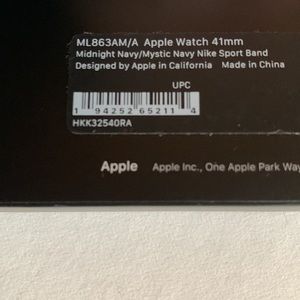 ML863AM/A Apple Watch 41mm
Midnight Navy/Mystic Navy Nike Sport Band
Designed by Apple in California Made in China
UPC
1 94252 65211 4
HKK32540RA
Apple Apple Inc., One Apple Park Way